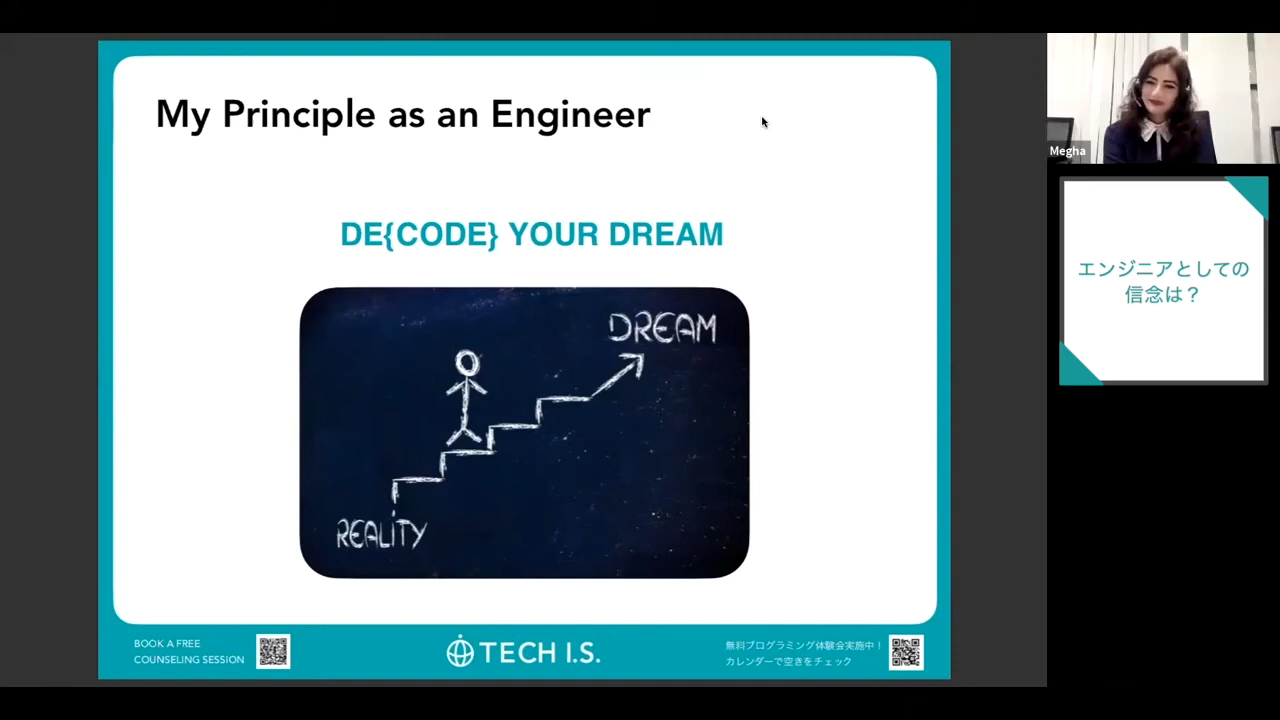 My Principle as an Engineer
DE{CODE} YOUR DREAM
DREAM
REALITY
BOOK A FREE
COUNSELING SESSION
TECH I.S.
無料プログラミング体験会実施中！
カレンダーで空きをチェック
Megha
エンジニアとしての
信念は？